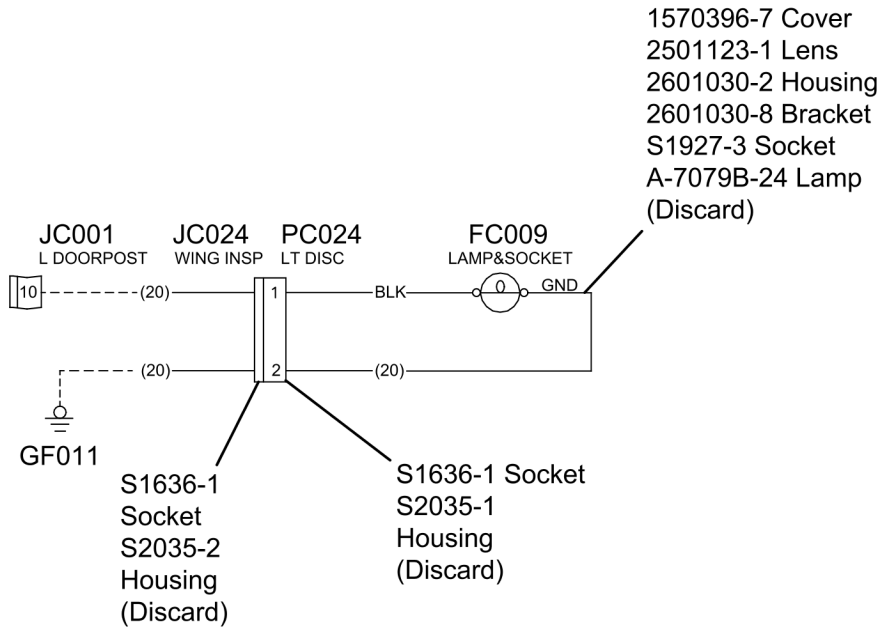 1570396-7 Cover
2501123-1 Lens
2601030-2 Housing
2601030-8 Bracket
S1927-3 Socket
A-7079B-24 Lamp
(Discard)
JC001
L DOORPOST
JC024
WING INSP
PC024
LT DISC
FC009
LAMP&SOCKET
10
(20)
1
BLK
GND
(20)
2
(20)
GF011
S1636-1
Socket
S2035-2
Housing
(Discard)
S1636-1 Socket
S2035-1
Housing
(Discard)